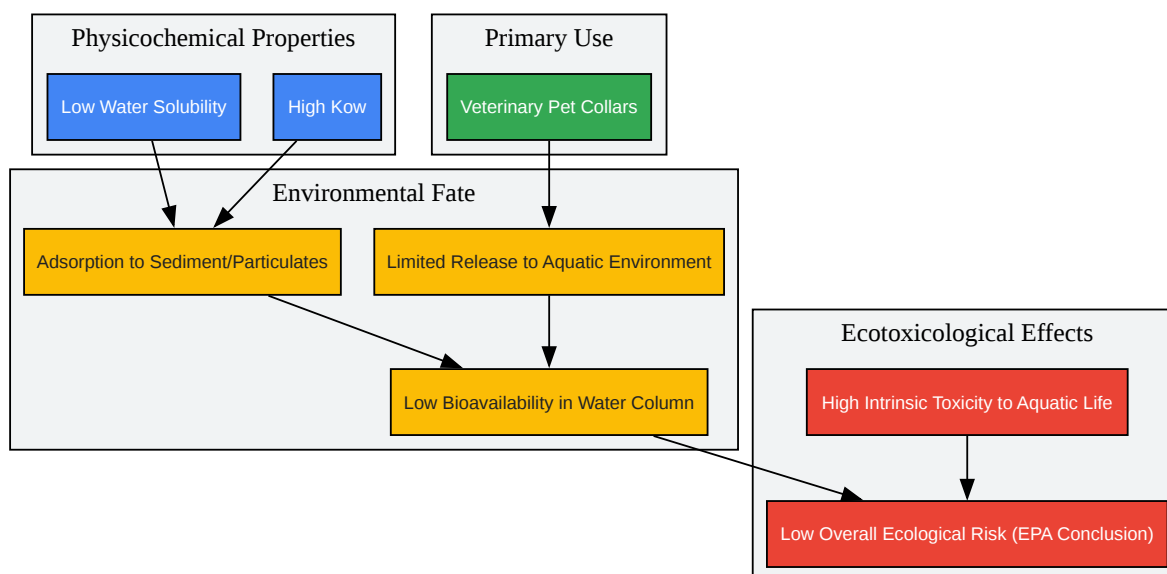 Physicochemical Properties
Primary Use
Low Water Solubility
High Kow
Veterinary Pet Collars
Environmental Fate
Adsorption to Sediment/Particulates
Limited Release to Aquatic Environment
Ecotoxicological Effects
Low Bioavailability in Water Column
High Intrinsic Toxicity to Aquatic Life
Low Overall Ecological Risk (EPA Conclusion)